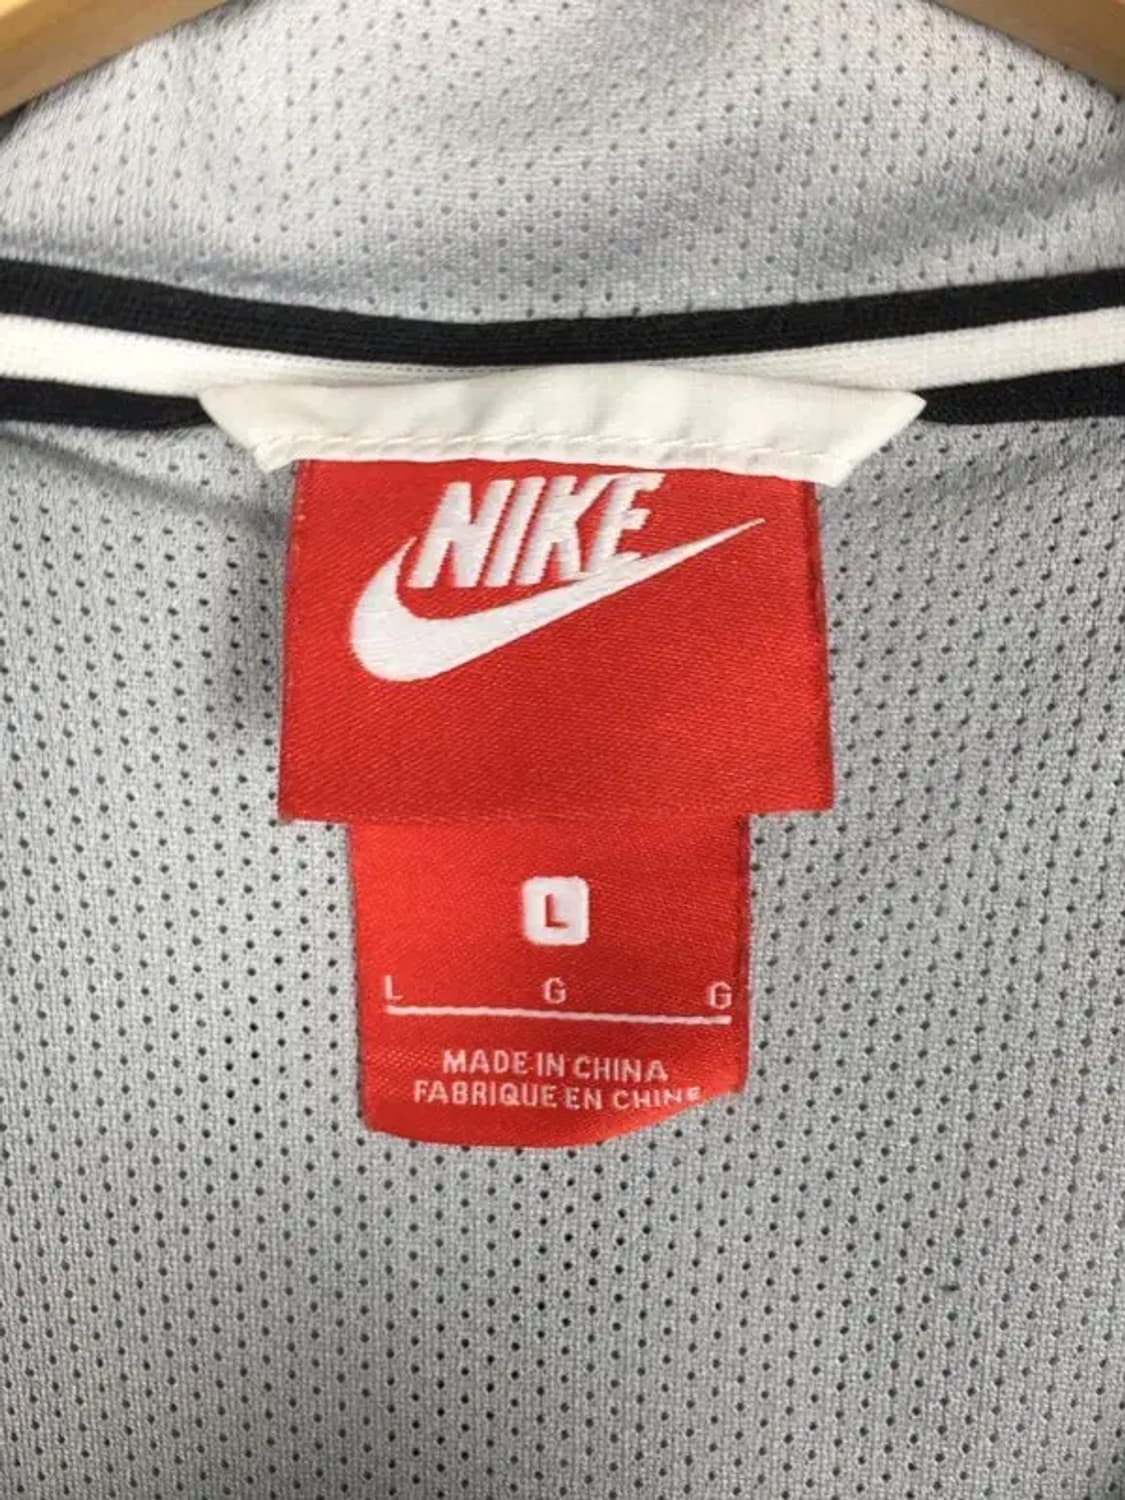 NIKE
L
L G G
MADE IN CHINA
FABRIQUE EN CHINE